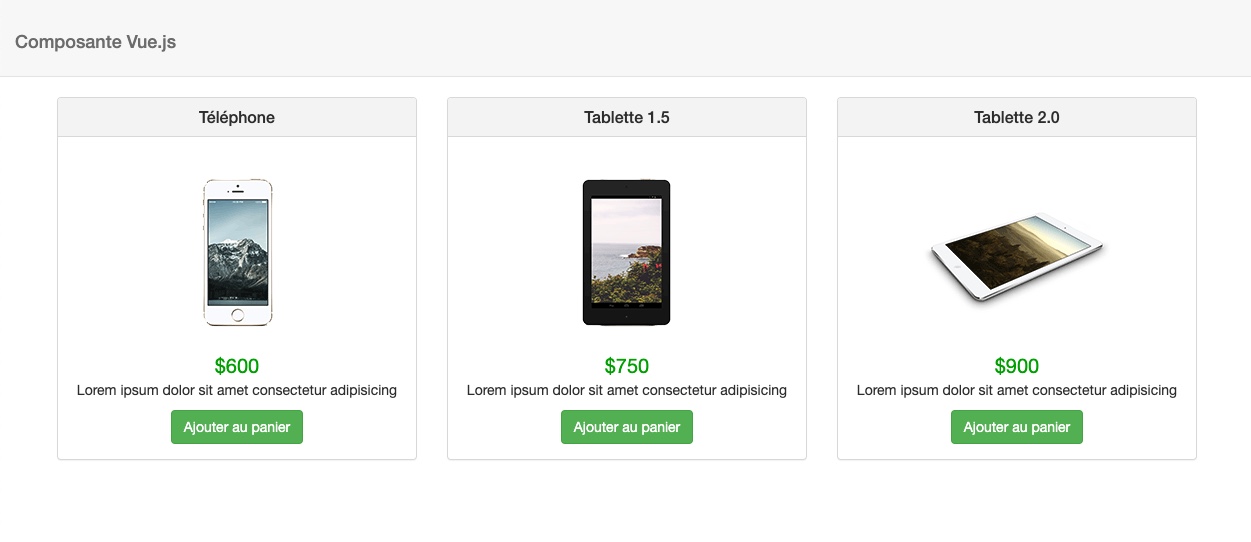 Composante Vue.js
Téléphone
$600
Lorem ipsum dolor sit amet consectetur adipisicing
Ajouter au panier
Tablette 1.5
$750
Lorem ipsum dolor sit amet consectetur adipisicing
Ajouter au panier
Tablette 2.0
$900
Lorem ipsum dolor sit amet consectetur adipisicing
Ajouter au panier